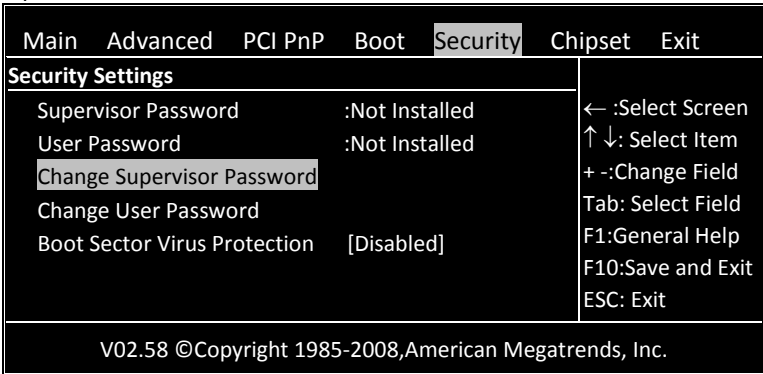 Main Advanced PCI PnP Boot Security Chipset Exit
Security Settings
Supervisor Password :Not Installed
User Password :Not Installed
Change Supervisor Password
Change User Password
Boot Sector Virus Protection [Disabled]
← :Select Screen
↑ ↓: Select Item
+ -:Change Field
Tab: Select Field
F1:General Help
F10:Save and Exit
ESC: Exit
V02.58 ©Copyright 1985-2008,American Megatrends, Inc.